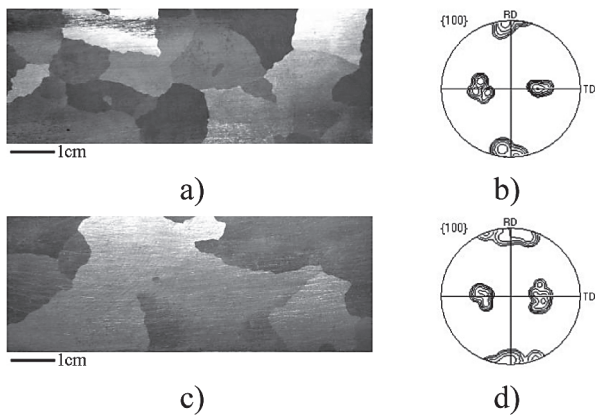 {100} RD
TD
1cm
a) b)
{100} RD
TD
1cm
c) d)